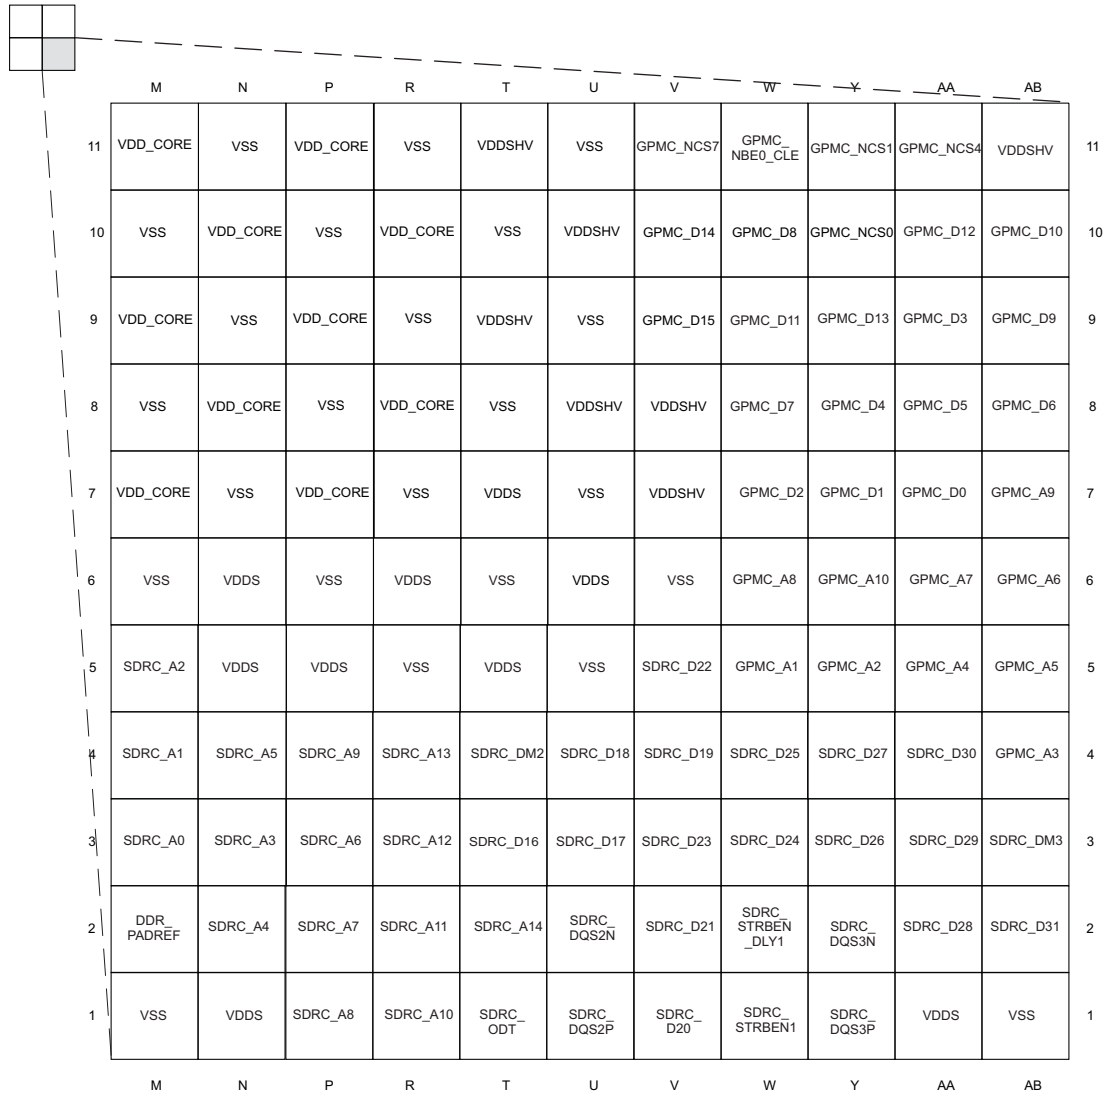 M N P R T U V W Y AA AB
11 VDD_CORE VSS VDD_CORE VSS VDDSHV VSS GPMC_NCS7 GPMC_ NBE0_CLE GPMC_NCS1 GPMC_NCS4 VDDSHV 11
10 VSS VDD_CORE VSS VDD_CORE VSS VDDSHV GPMC_D14 GPMC_D8 GPMC_NCS0 GPMC_D12 GPMC_D10 10
9 VDD_CORE VSS VDD_CORE VSS VDDSHV VSS GPMC_D15 GPMC_D11 GPMC_D13 GPMC_D3 GPMC_D9 9
8 VSS VDD_CORE VSS VDD_CORE VSS VDDSHV VDDSHV GPMC_D7 GPMC_D4 GPMC_D5 GPMC_D6 8
7 VDD_CORE VSS VDD_CORE VSS VDDS VSS VDDSHV GPMC_D2 GPMC_D1 GPMC_D0 GPMC_A9 7
6 VSS VDDS VSS VDDS VSS VDDS VSS GPMC_A8 GPMC_A10 GPMC_A7 GPMC_A6 6
5 SDRC_A2 VDDS VDDS VSS VDDS VSS SDRC_D22 GPMC_A1 GPMC_A2 GPMC_A4 GPMC_A5 5
4 SDRC_A1 SDRC_A5 SDRC_A9 SDRC_A13 SDRC_DM2 SDRC_D18 SDRC_D19 SDRC_D25 SDRC_D27 SDRC_D30 GPMC_A3 4
3 SDRC_A0 SDRC_A3 SDRC_A6 SDRC_A12 SDRC_D16 SDRC_D17 SDRC_D23 SDRC_D24 SDRC_D26 SDRC_D29 SDRC_DM3 3
2 DDR_ PADREF SDRC_A4 SDRC_A7 SDRC_A11 SDRC_A14 SDRC_ DQS2N SDRC_D21 SDRC_ STRBEN _DLY1 SDRC_ DQS3N SDRC_D28 SDRC_D31 2
1 VSS VDDS SDRC_A8 SDRC_A10 SDRC_ ODT SDRC_ DQS2P SDRC_ D20 SDRC_ STRBEN1 SDRC_ DQS3P VDDS VSS 1
M N P R T U V W Y AA AB